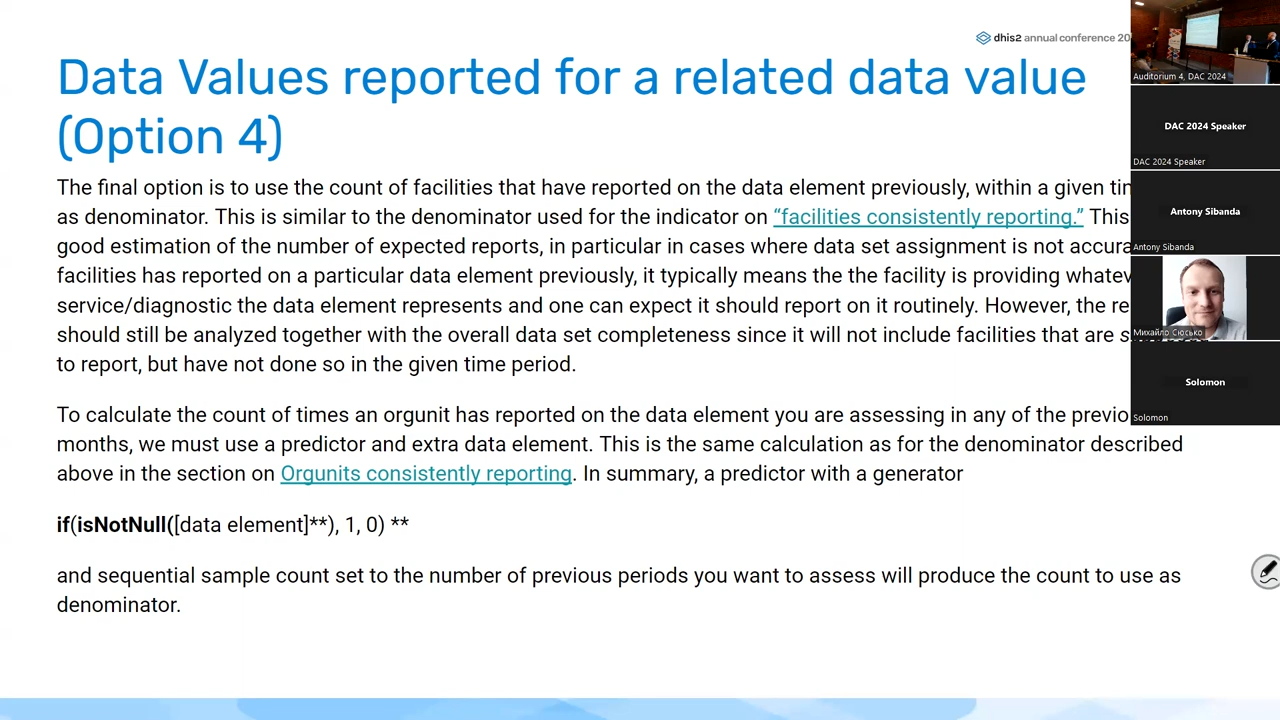 dhis2 annual conference 20
Data Values reported for a related data value
(Option 4)
The final option is to use the count of facilities that have reported on the data element previously, within a given
as denominator. This is similar to the denominator used for the indicator on “facilities consistently reporting.” This
good estimation of the number of expected reports, in particular in cases where data set assignment is not
facilities has reported on a particular data element previously, it typically means the the facility is providing
service/diagnostic the data element represents and one can expect it should report on it routinely. However, the
should still be analyzed together with the overall data set completeness since it will not include facilities that are
to report, but have not done so in the given time period.
To calculate the count of times an orgunit has reported on the data element you are assessing in any of the
months, we must use a predictor and extra data element. This is the same calculation as for the denominator described
above in the section on Orgunits consistently reporting. In summary, a predictor with a generator
if(isNotNull([data element]**), 1, 0) **
and sequential sample count set to the number of previous periods you want to assess will produce the count to use as
denominator.
Auditorium 4, DAC 2024
DAC 2024 Speaker
DAC 2024 Speaker
Antony Sibanda
Antony Sibanda
Михайло Сюсько
Solomon
Solomon